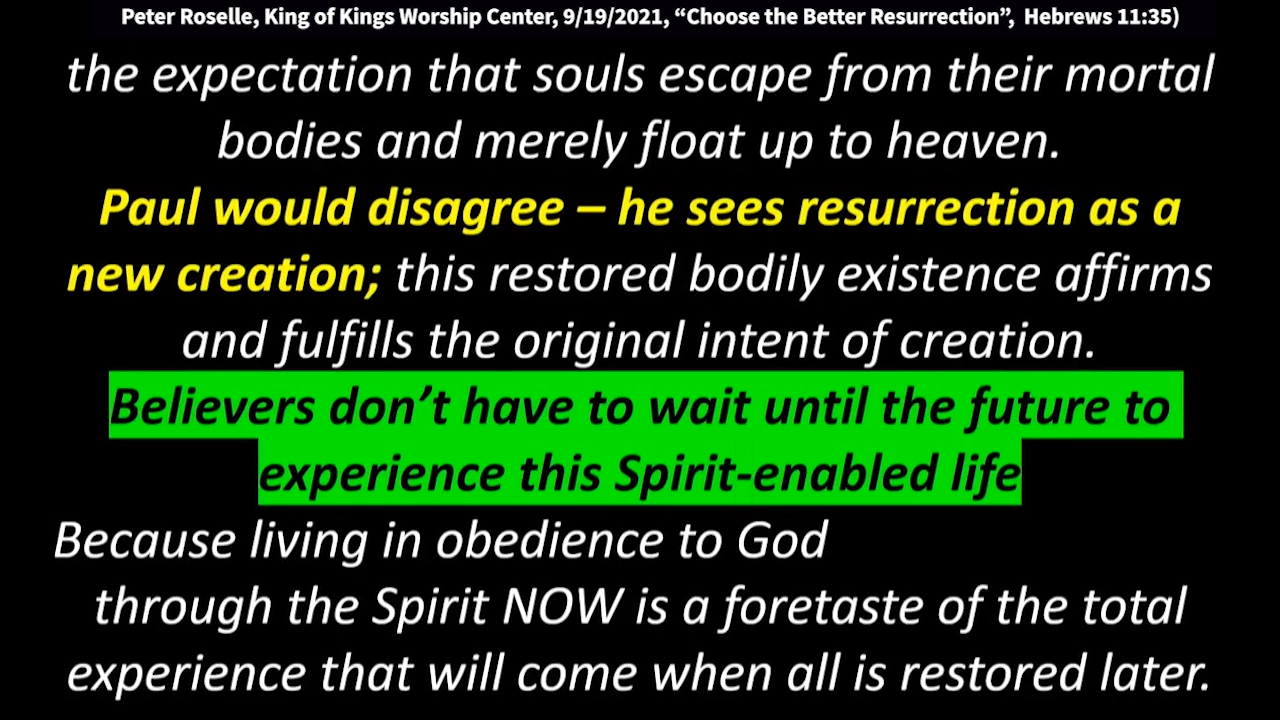 Peter Roselle, King of Kings Worship Center, 9/19/2021, “Choose the Better Resurrection”, Hebrews 11:35)
the expectation that souls escape from their mortal
bodies and merely float up to heaven.
Paul would disagree – he sees resurrection as a
new creation; this restored bodily existence affirms
and fulfills the original intent of creation.
Believers don’t have to wait until the future to
experience this Spirit-enabled life
Because living in obedience to God
through the Spirit NOW is a foretaste of the total
experience that will come when all is restored later.